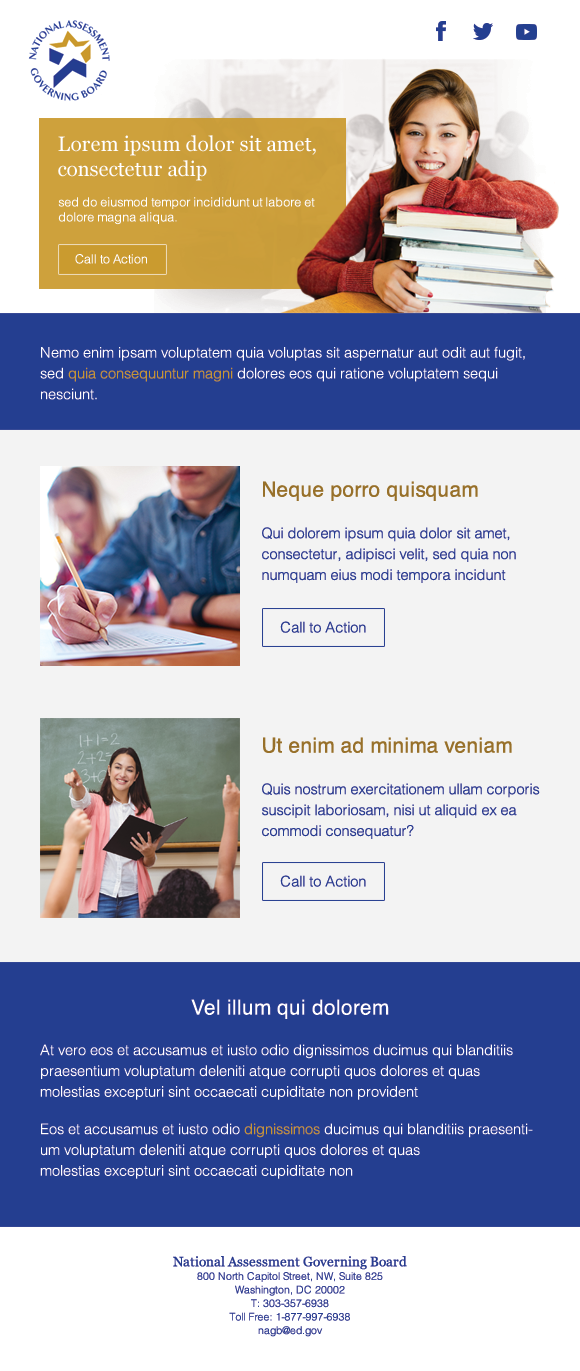 NATIONAL ASSESSMENT
GOVERNING BOARD
Lorem ipsum dolor sit amet,
consectetur adip
sed do eiusmod tempor incididunt ut labore et
dolore magna aliqua.
Call to Action
Nemo enim ipsam voluptatem quia voluptas sit aspernatur aut odit aut fugit,
sed quia consequuntur magni dolores eos qui ratione voluptatem sequi
nesciunt.
Neque porro quisquam
Qui dolorem ipsum quia dolor sit amet,
consectetur, adipisci velit, sed quia non
numquam eius modi tempora incidunt
Call to Action
1+1=2
2+2=
3+0
Ut enim ad minima veniam
Quis nostrum exercitationem ullam corporis
suscipit laboriosam, nisi ut aliquid ex ea
commodi consequatur?
Call to Action
Vel illum qui dolorem
At vero eos et accusamus et iusto odio dignissimos ducimus qui blanditiis
praesentium voluptatum deleniti atque corrupti quos dolores et quas
molestias excepturi sint occaecati cupiditate non provident
Eos et accusamus et iusto odio dignissimos ducimus qui blanditiis praesenti-
um voluptatum deleniti atque corrupti quos dolores et quas
molestias excepturi sint occaecati cupiditate non
National Assessment Governing Board
800 North Capitol Street, NW, Suite 825
Washington, DC 20002
T: 303-357-6938
Toll Free: 1-877-997-6938
nagb@ed.gov